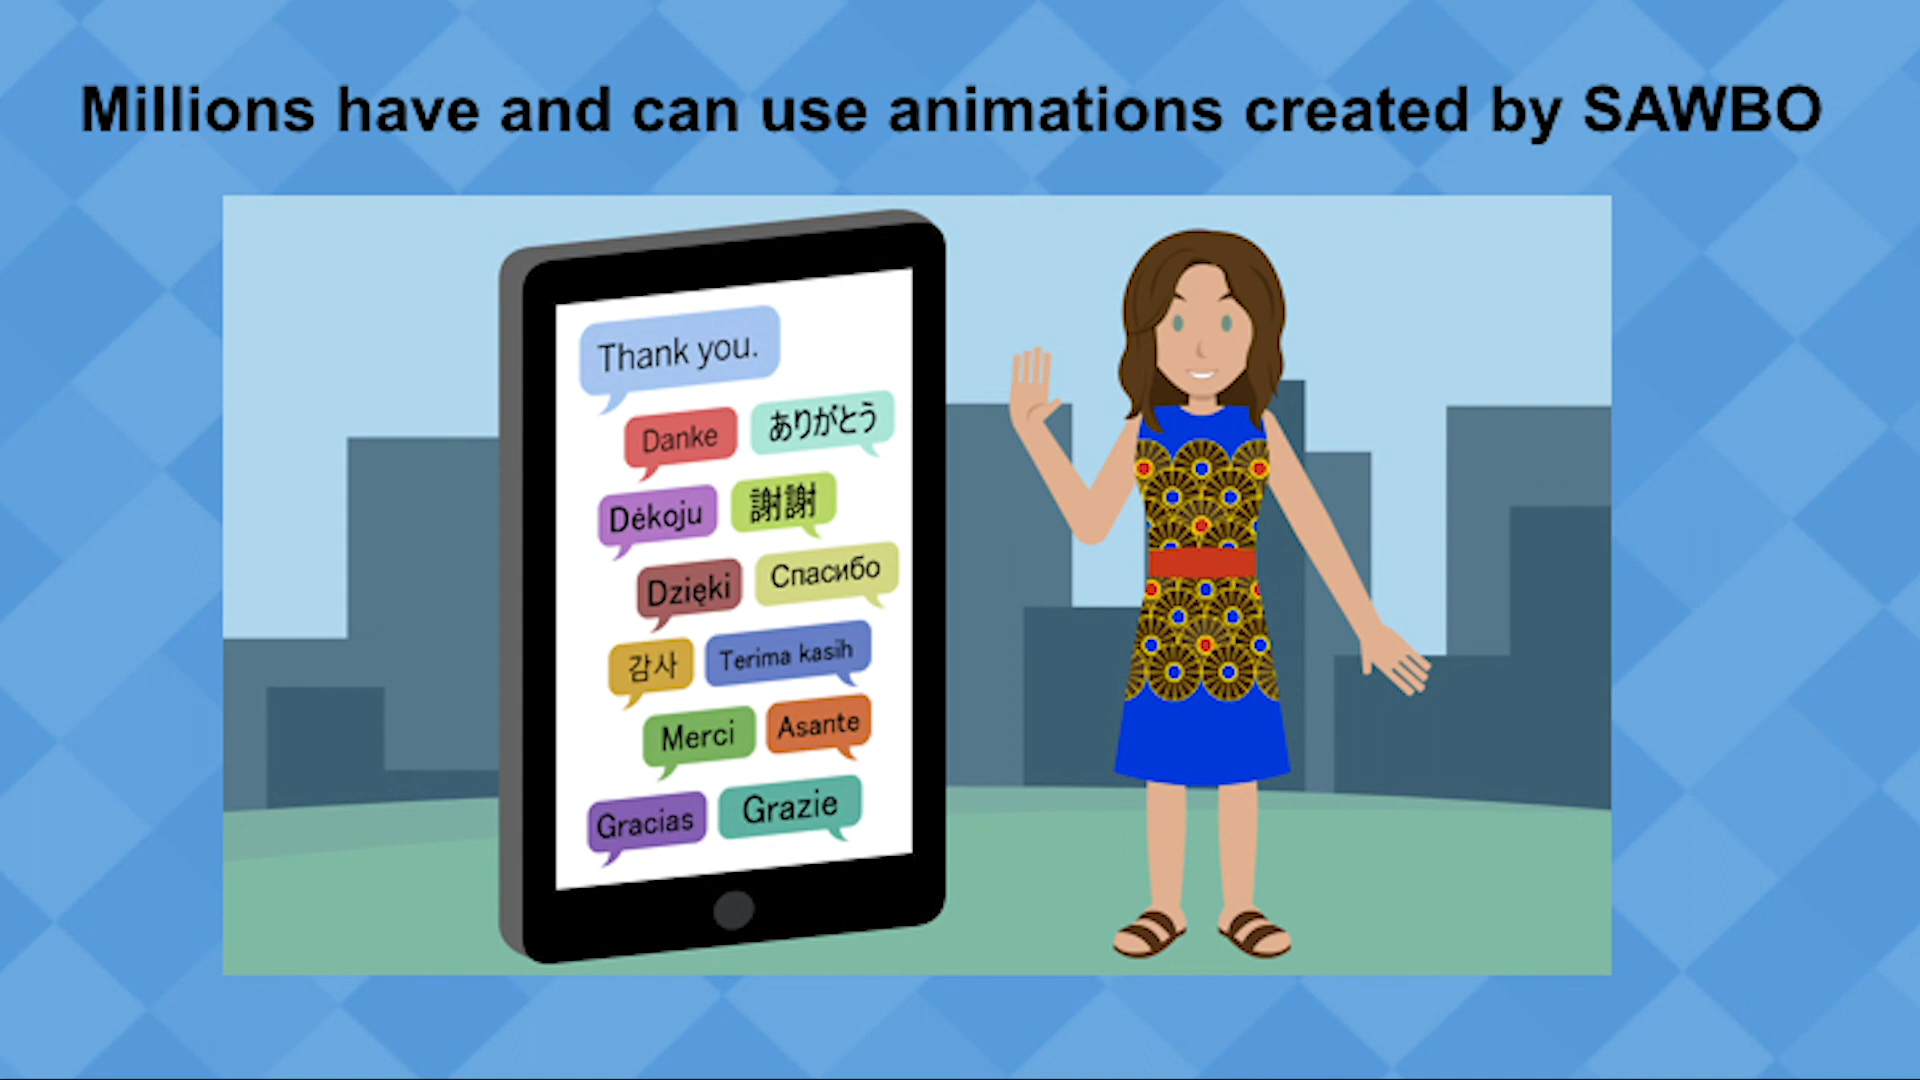 Millions have and can use animations created by SAWBO
Thank you.
Danke
ありがとう
Dėkoju
謝謝
Dzięki
Спасибо
감사
Terima kasih
Merci
Asante
Gracias
Grazie